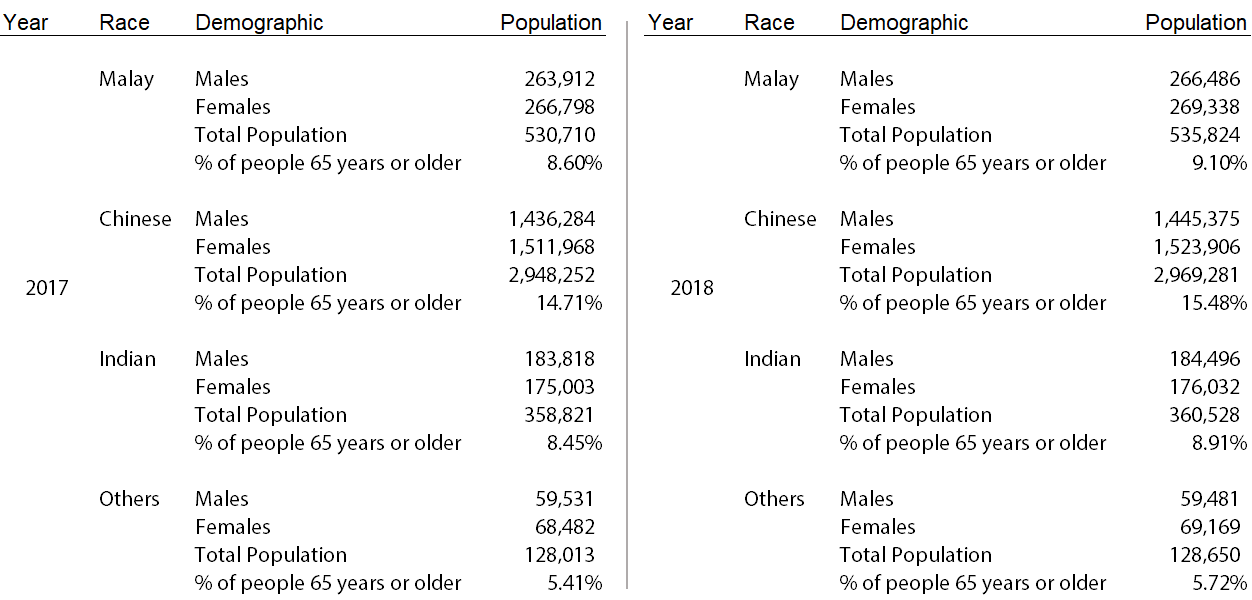 Year Race Demographic Population
Malay Males 263,912
Females 266,798
Total Population 530,710
% of people 65 years or older 8.60%
Chinese Males 1,436,284
Females 1,511,968
Total Population 2,948,252
2017
% of people 65 years or older 14.71%
Indian Males 183,818
Females 175,003
Total Population 358,821
% of people 65 years or older 8.45%
Others Males 59,531
Females 68,482
Total Population 128,013
% of people 65 years or older 5.41%
Year Race Demographic Population
Malay Males 266,486
Females 269,338
Total Population 535,824
% of people 65 years or older 9.10%
Chinese Males 1,445,375
Females 1,523,906
Total Population 2,969,281
2018
% of people 65 years or older 15.48%
Indian Males 184,496
Females 176,032
Total Population 360,528
% of people 65 years or older 8.91%
Others Males 59,481
Females 69,169
Total Population 128,650
% of people 65 years or older 5.72%